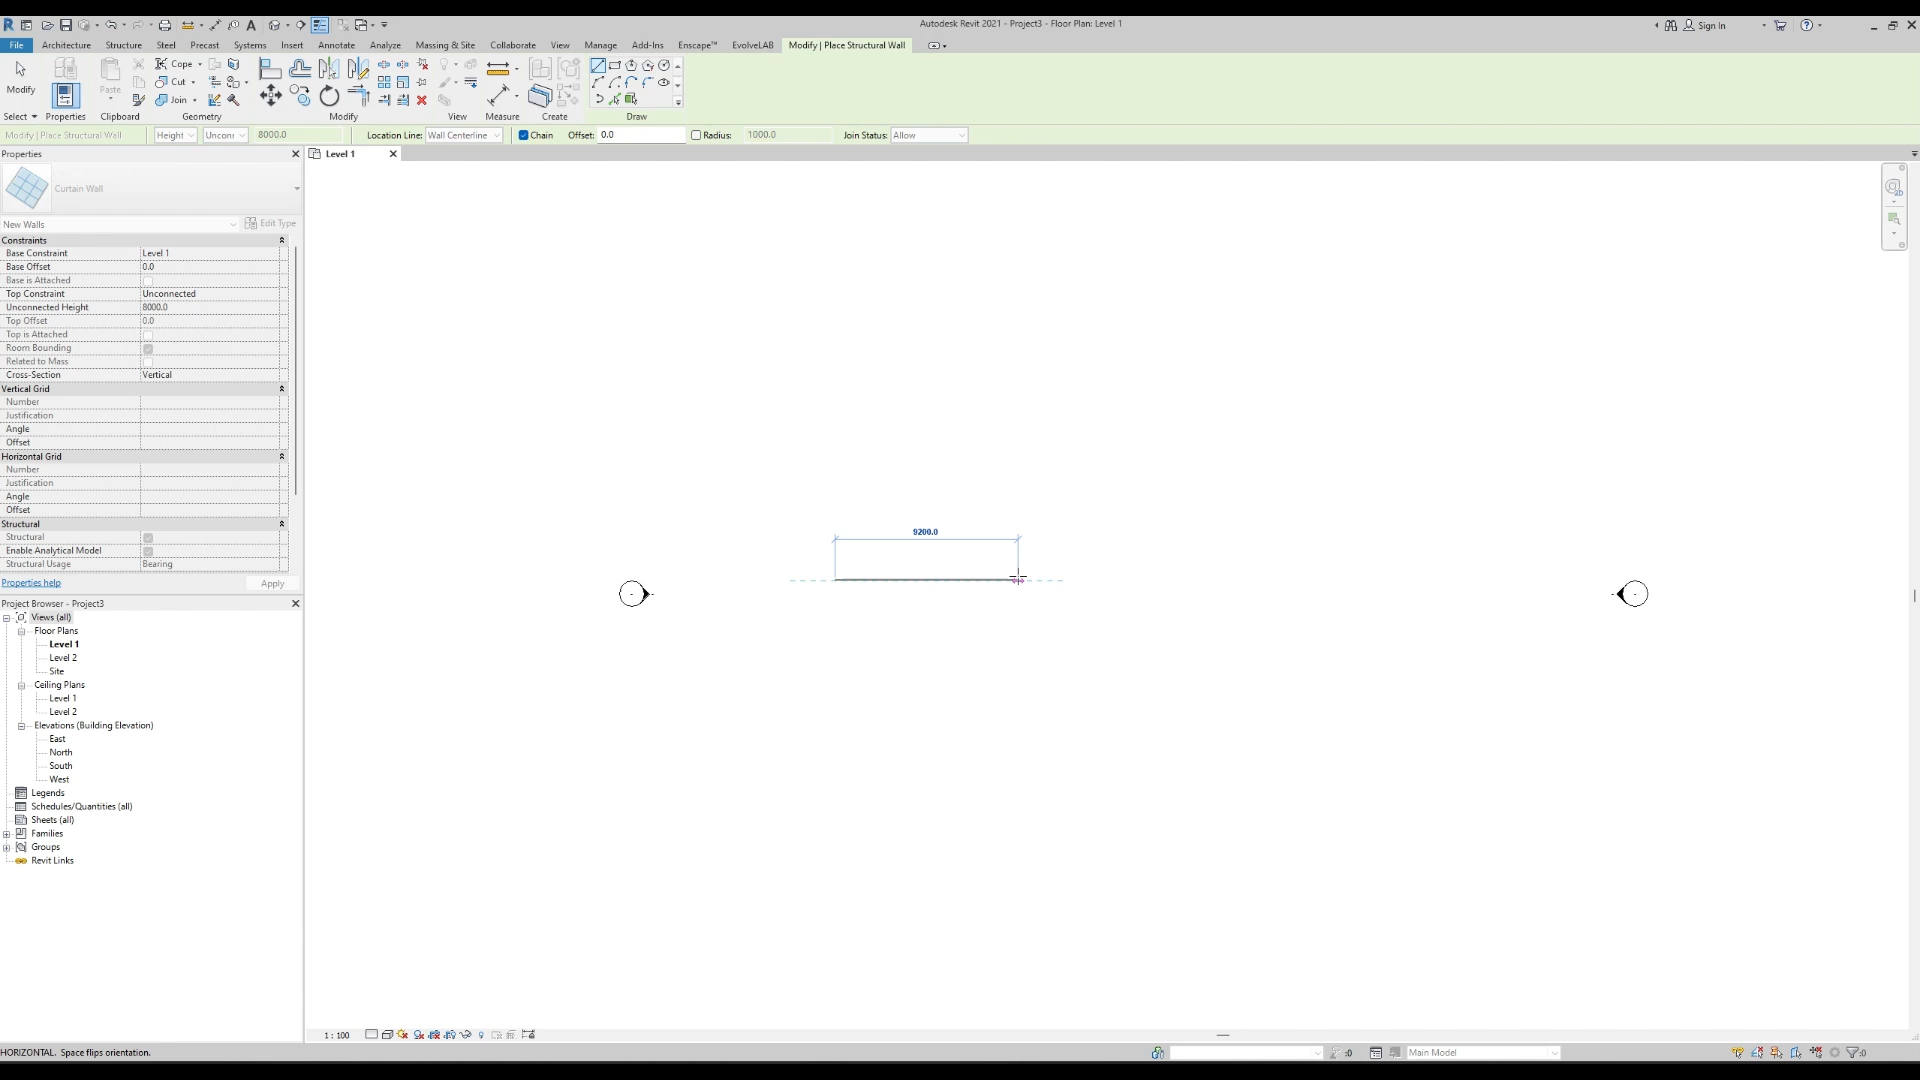 Autodesk Revit 2021 - Project3 - Floor Plan: Level 1
Sign In
File Architecture Structure Steel Precast Systems Insert Annotate Analyze Massing & Site Collaborate View Manage Add-Ins Enscape™ EvolveLAB Modify | Place Structural Wall
Cope
Cut
Join
Modify
Paste
Select Properties Clipboard Geometry Modify View Measure Create Draw
Modify | Place Structural Wall Height Uncon 8000.0 Location Line: Wall Centerline Chain Offset: 0.0 Radius: 1000.0 Join Status: Allow
Properties
Level 1
Curtain Wall
New Walls Edit Type
Constraints
Base Constraint Level 1
Base Offset 0.0
Base is Attached
Top Constraint Unconnected
Unconnected Height 8000.0
Top Offset 0.0
Top is Attached
Room Bounding
Related to Mass
Cross-Section Vertical
Vertical Grid
Number
Justification
Angle
Offset
Horizontal Grid
Number
Justification
Angle
Offset
Structural
Structural
Enable Analytical Model
Structural Usage Bearing
Properties help Apply
9200.0
Project Browser - Project3
Views (all)
Floor Plans
Level 1
Level 2
Site
Ceiling Plans
Level 1
Level 2
Elevations (Building Elevation)
East
North
South
West
Legends
Schedules/Quantities (all)
Sheets (all)
Families
Groups
Revit Links
1 : 100
HORIZONTAL. Space flips orientation.
:0 Main Model :0